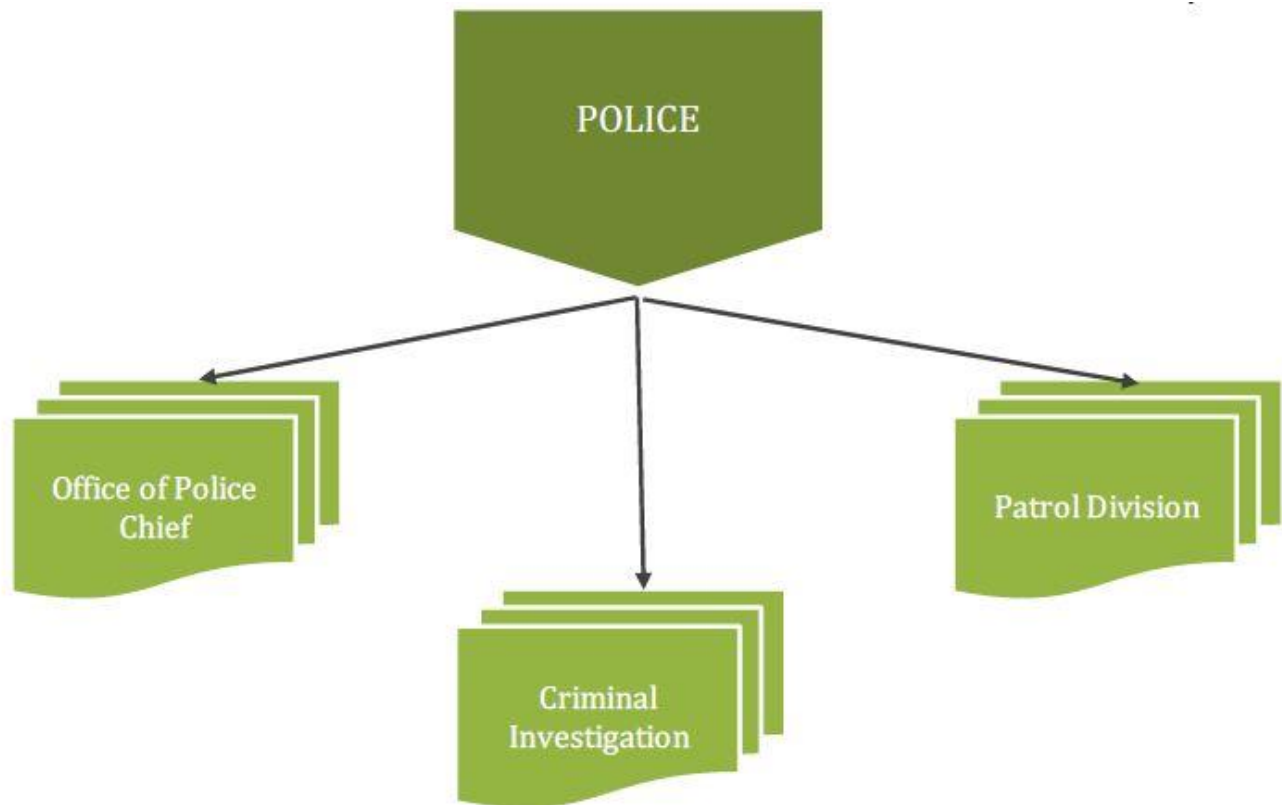 POLICE
Office of Police
Chief
Patrol Division
Criminal
Investigation